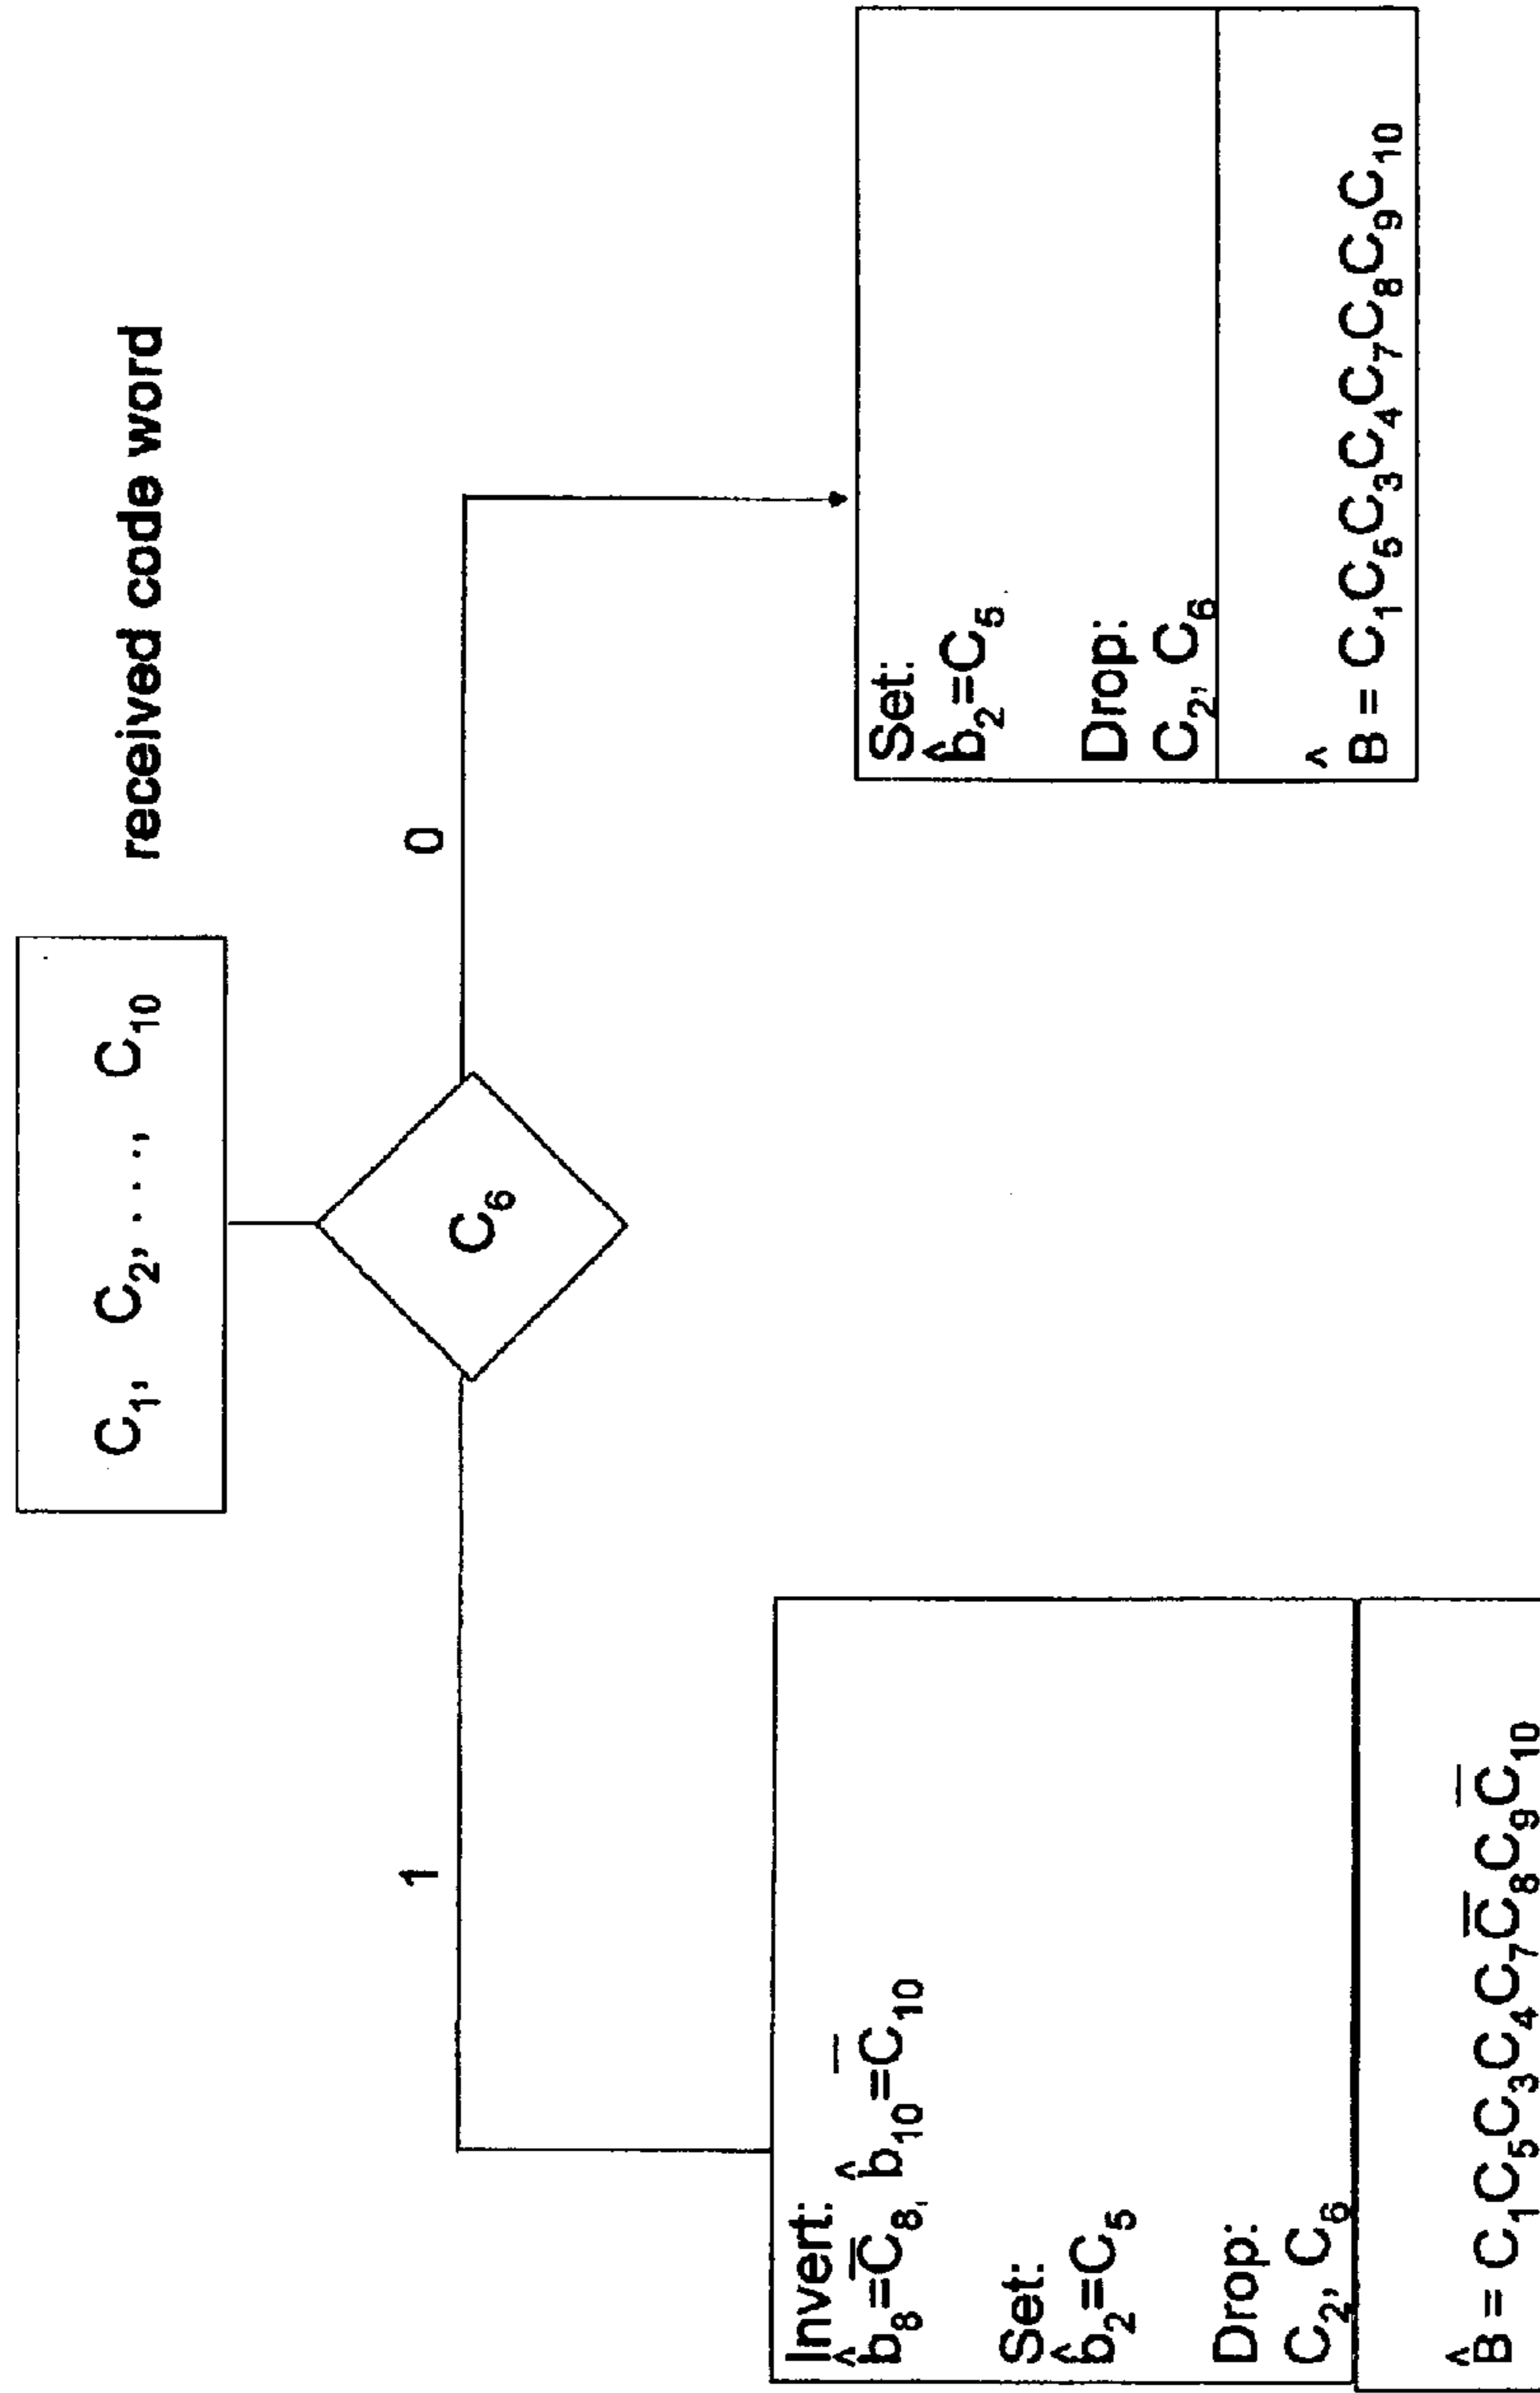 C₁, C₂, . . ., C₁₀
received code word
C₆
1
0
Invert:
b̂₈=C̅₈, b̂₁₀=C̅₁₀
Set:
b̂₂=C₅
Drop:
C₂, C₆
B̂ = C₁C₅C₃C₄C₇C̅₈C₉C̅₁₀
Set:
b̂₂=C₅
Drop:
C₂, C₆
B̂ = C₁C₅C₃C₄C₇C₈C₉C₁₀